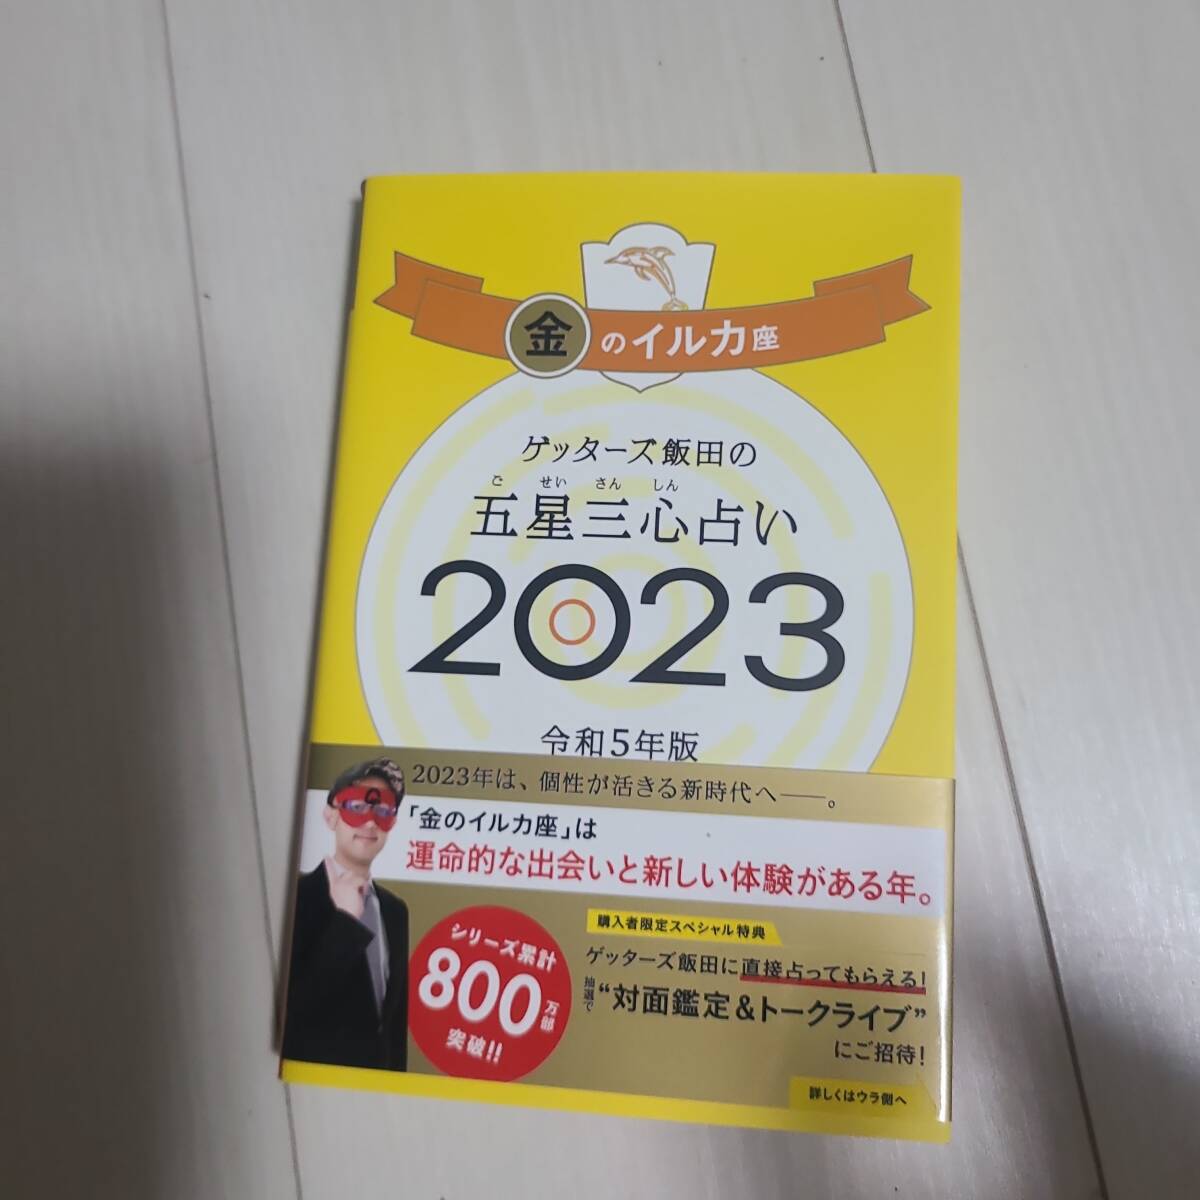 金のイルカ座
ゲッターズ飯田の
ご せい さん しん
五星三心占い
2023
令和5年版
2023年は、個性が活きる新時代へ――。
「金のイルカ座」は
運命的な出会いと新しい体験がある年。
シリーズ累計
800万部
突破!!
購入者限定スペシャル特典
ゲッターズ飯田に直接占ってもらえる!
抽選で“対面鑑定&トークライブ”
にご招待!
詳しくはウラ側へ